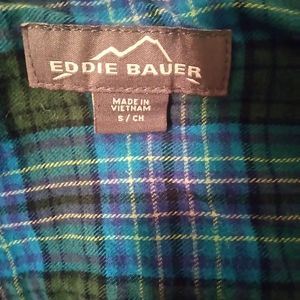 EDDIE BAUER
MADE IN
VIETNAM
S / CH